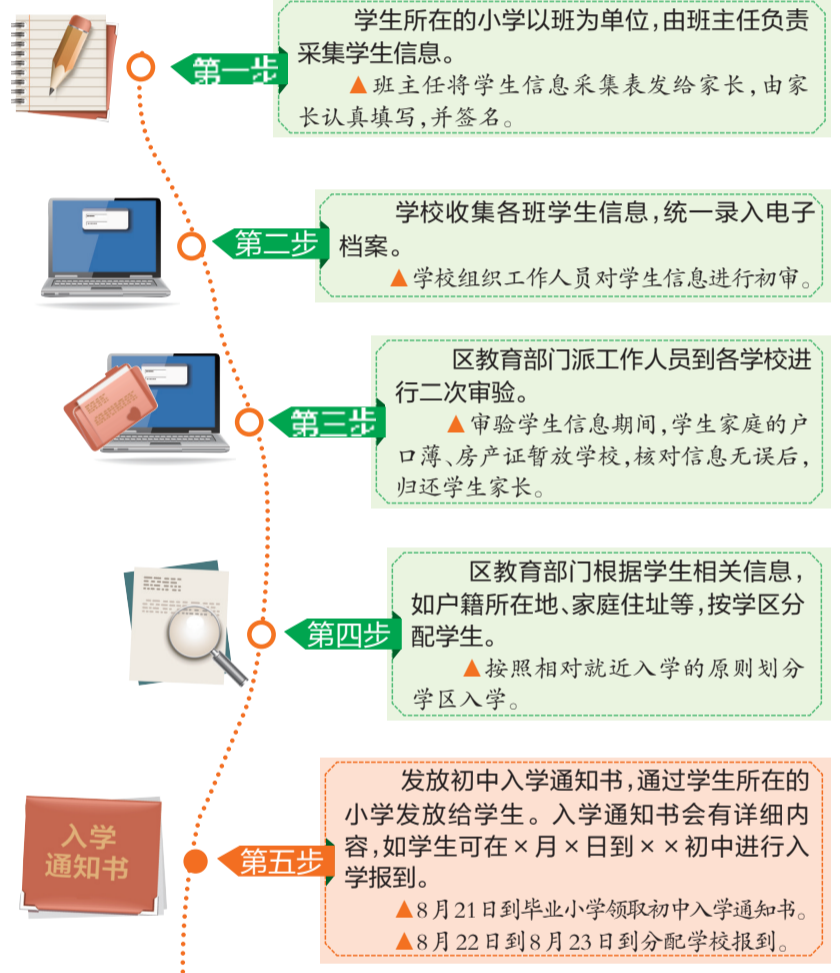 第一步
学生所在的小学以班为单位，由班主任负责
采集学生信息。
▲班主任将学生信息采集表发给家长，由家
长认真填写，并签名。
第二步
学校收集各班学生信息，统一录入电子
档案。
▲学校组织工作人员对学生信息进行初审。
第三步
区教育部门派工作人员到各学校进
行二次审验。
▲审验学生信息期间，学生家庭的户
口薄、房产证暂放学校，核对信息无误后，
归还学生家长。
第四步
区教育部门根据学生相关信息，
如户籍所在地、家庭住址等，按学区分
配学生。
▲按照相对就近入学的原则划分
学区入学。
入学
通知书
第五步
发放初中入学通知书，通过学生所在的
小学发放给学生。入学通知书会有详细内
容，如学生可在×月×日到××初中进行入
学报到。
▲8月21日到毕业小学领取初中入学通知书。
▲8月22日到8月23日到分配学校报到。